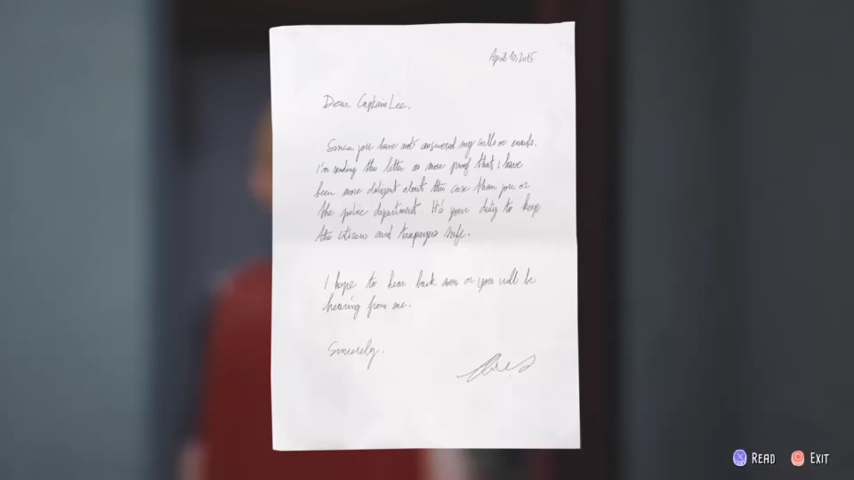 April 10, 2015
Dear Captain Lee,
Since you have not answered my calls or emails,
I'm sending this letter as more proof that I have
been more diligent about this case than you or
the police department. It's your duty to keep
the citizens and taxpayers safe.
I hope to hear back soon or you will be
hearing from me.
Sincerely,
READ
EXIT